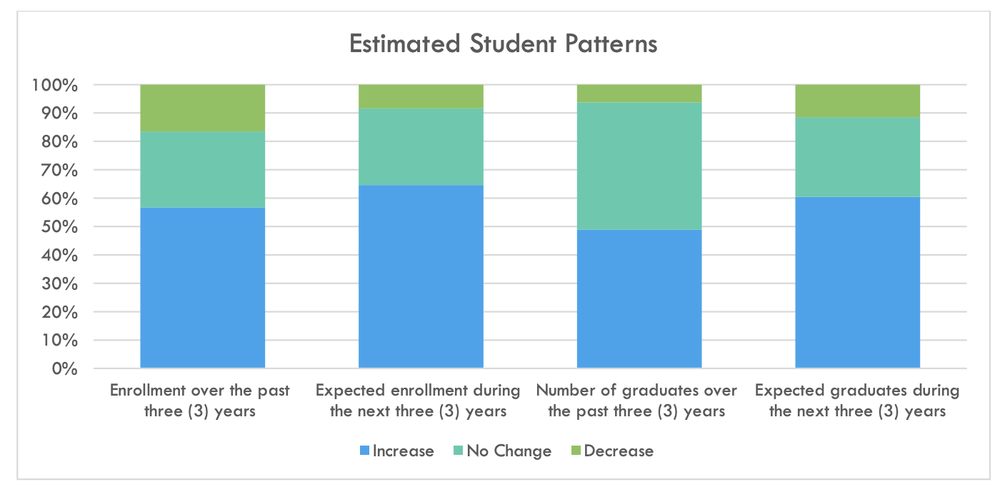 Estimated Student Patterns
100%
90%
80%
70%
60%
50%
40%
30%
20%
10%
0%
Enrollment over the past
three (3) years
Expected enrollment during
the next three (3) years
Number of graduates over
the past three (3) years
Expected graduates during
the next three (3) years
Increase
No Change
Decrease